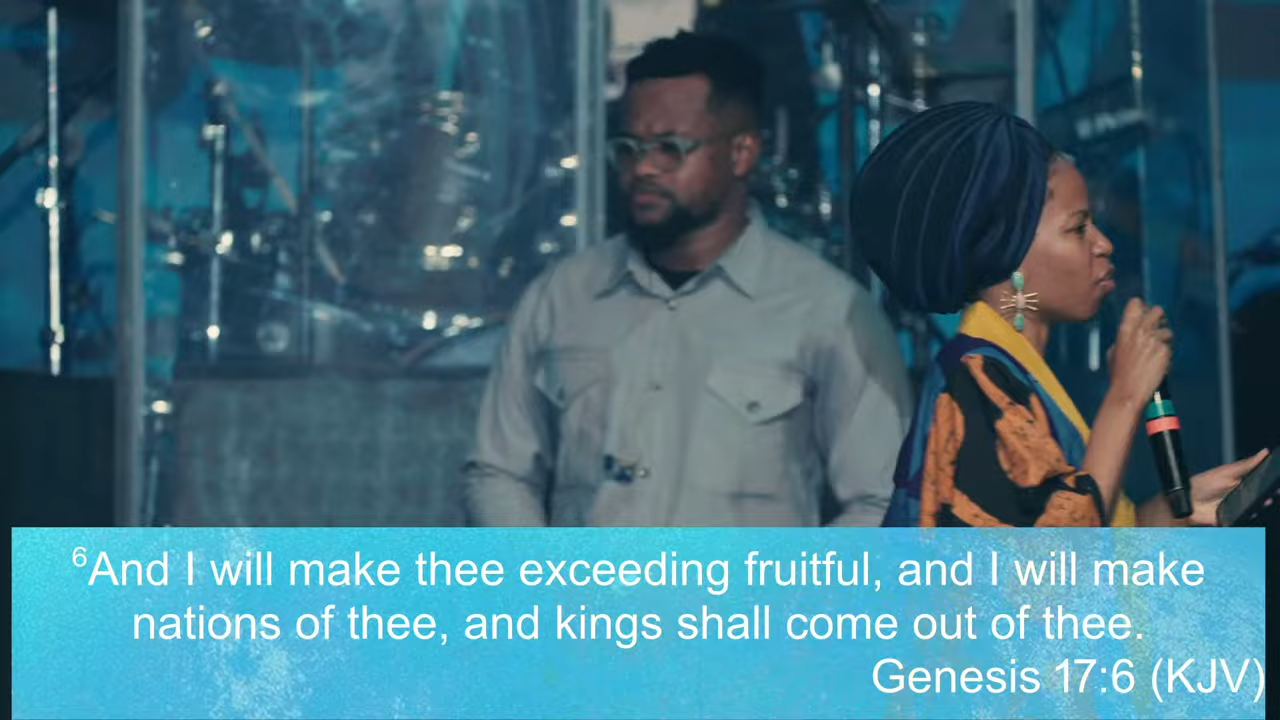 ⁶And I will make thee exceeding fruitful, and I will make
nations of thee, and kings shall come out of thee.
Genesis 17:6 (KJV)